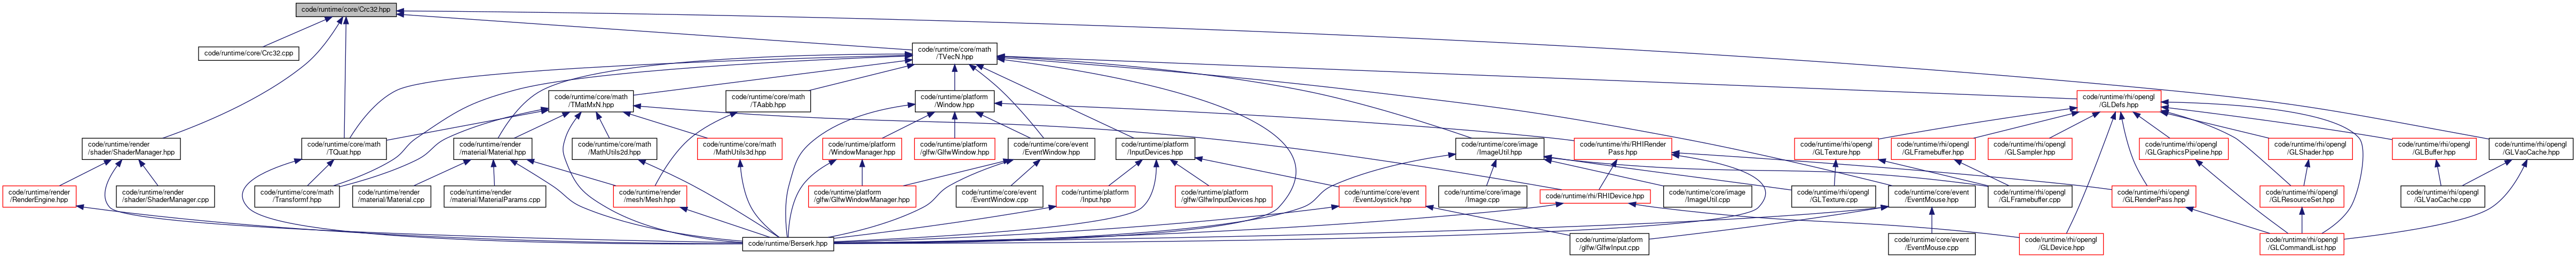 code/runtime/core/Crc32.hpp
code/runtime/core/Crc32.cpp
code/runtime/core/math
/TVecN.hpp
code/runtime/core/math
/TMatMxN.hpp
code/runtime/core/math
/TAabb.hpp
code/runtime/platform
/Window.hpp
code/runtime/rhi/opengl
/GLDefs.hpp
code/runtime/render
/shader/ShaderManager.hpp
code/runtime/core/math
/TQuat.hpp
code/runtime/render
/material/Material.hpp
code/runtime/core/math
/MathUtils2d.hpp
code/runtime/core/math
/MathUtils3d.hpp
code/runtime/platform
/WindowManager.hpp
code/runtime/platform
/glfw/GlfwWindow.hpp
code/runtime/core/event
/EventWindow.hpp
code/runtime/platform
/InputDevices.hpp
code/runtime/core/image
/ImageUtil.hpp
code/runtime/rhi/RHIRender
Pass.hpp
code/runtime/rhi/opengl
/GLTexture.hpp
code/runtime/rhi/opengl
/GLFramebuffer.hpp
code/runtime/rhi/opengl
/GLSampler.hpp
code/runtime/rhi/opengl
/GLGraphicsPipeline.hpp
code/runtime/rhi/opengl
/GLShader.hpp
code/runtime/rhi/opengl
/GLBuffer.hpp
code/runtime/rhi/opengl
/GLVaoCache.hpp
code/runtime/render
/RenderEngine.hpp
code/runtime/render
/shader/ShaderManager.cpp
code/runtime/core/math
/Transformf.hpp
code/runtime/render
/material/Material.cpp
code/runtime/render
/material/MaterialParams.cpp
code/runtime/render
/mesh/Mesh.hpp
code/runtime/platform
/glfw/GlfwWindowManager.hpp
code/runtime/core/event
/EventWindow.cpp
code/runtime/platform
/Input.hpp
code/runtime/platform
/glfw/GlfwInputDevices.hpp
code/runtime/core/event
/EventJoystick.hpp
code/runtime/core/image
/Image.cpp
code/runtime/rhi/RHIDevice.hpp
code/runtime/core/image
/ImageUtil.cpp
code/runtime/rhi/opengl
/GLTexture.cpp
code/runtime/core/event
/EventMouse.hpp
code/runtime/rhi/opengl
/GLFramebuffer.cpp
code/runtime/rhi/opengl
/GLRenderPass.hpp
code/runtime/rhi/opengl
/GLResourceSet.hpp
code/runtime/rhi/opengl
/GLVaoCache.cpp
code/runtime/Berserk.hpp
code/runtime/platform
/glfw/GlfwInput.cpp
code/runtime/core/event
/EventMouse.cpp
code/runtime/rhi/opengl
/GLDevice.hpp
code/runtime/rhi/opengl
/GLCommandList.hpp